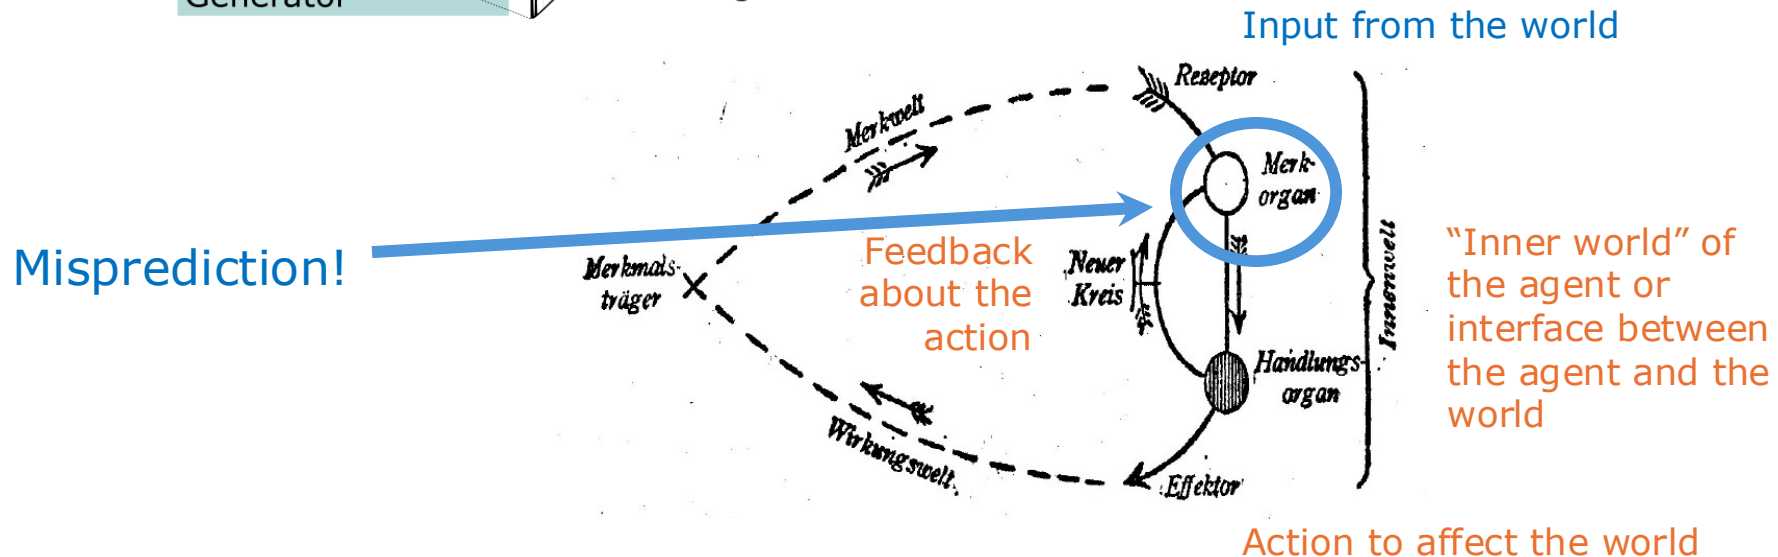 Generator
Input from the world
Rezeptor
Merkwelt
Merk-
organ
Misprediction!
Merkmals-
träger
Feedback
about the
action
Neuer
Kreis
Innenwelt
“Inner world” of
the agent or
interface between
the agent and the
world
Handlungs-
organ
Wirkungswelt.
Effektor
Action to affect the world